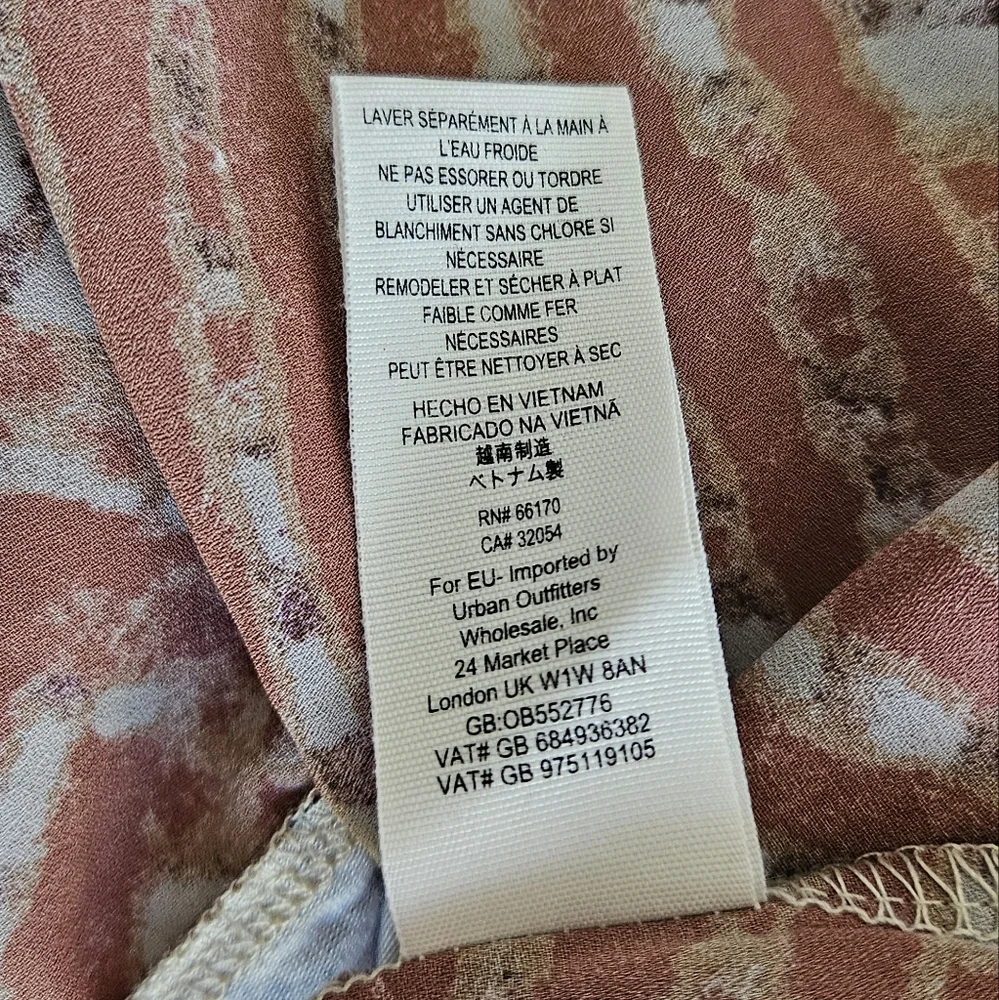 LAVER SÉPARÉMENT À LA MAIN À
L'EAU FROIDE
NE PAS ESSORER OU TORDRE
UTILISER UN AGENT DE
BLANCHIMENT SANS CHLORE SI
NÉCESSAIRE
REMODELER ET SÉCHER À PLAT
FAIBLE COMME FER
NÉCESSAIRES
PEUT ÊTRE NETTOYER À SEC
HECHO EN VIETNAM
FABRICADO NA VIETNÃ
越南制造
ベトナム製
RN# 66170
CA# 32054
For EU- Imported by
Urban Outfitters
Wholesale, Inc
24 Market Place
London UK W1W 8AN
GB:OB552776
VAT# GB 684936382
VAT# GB 975119105